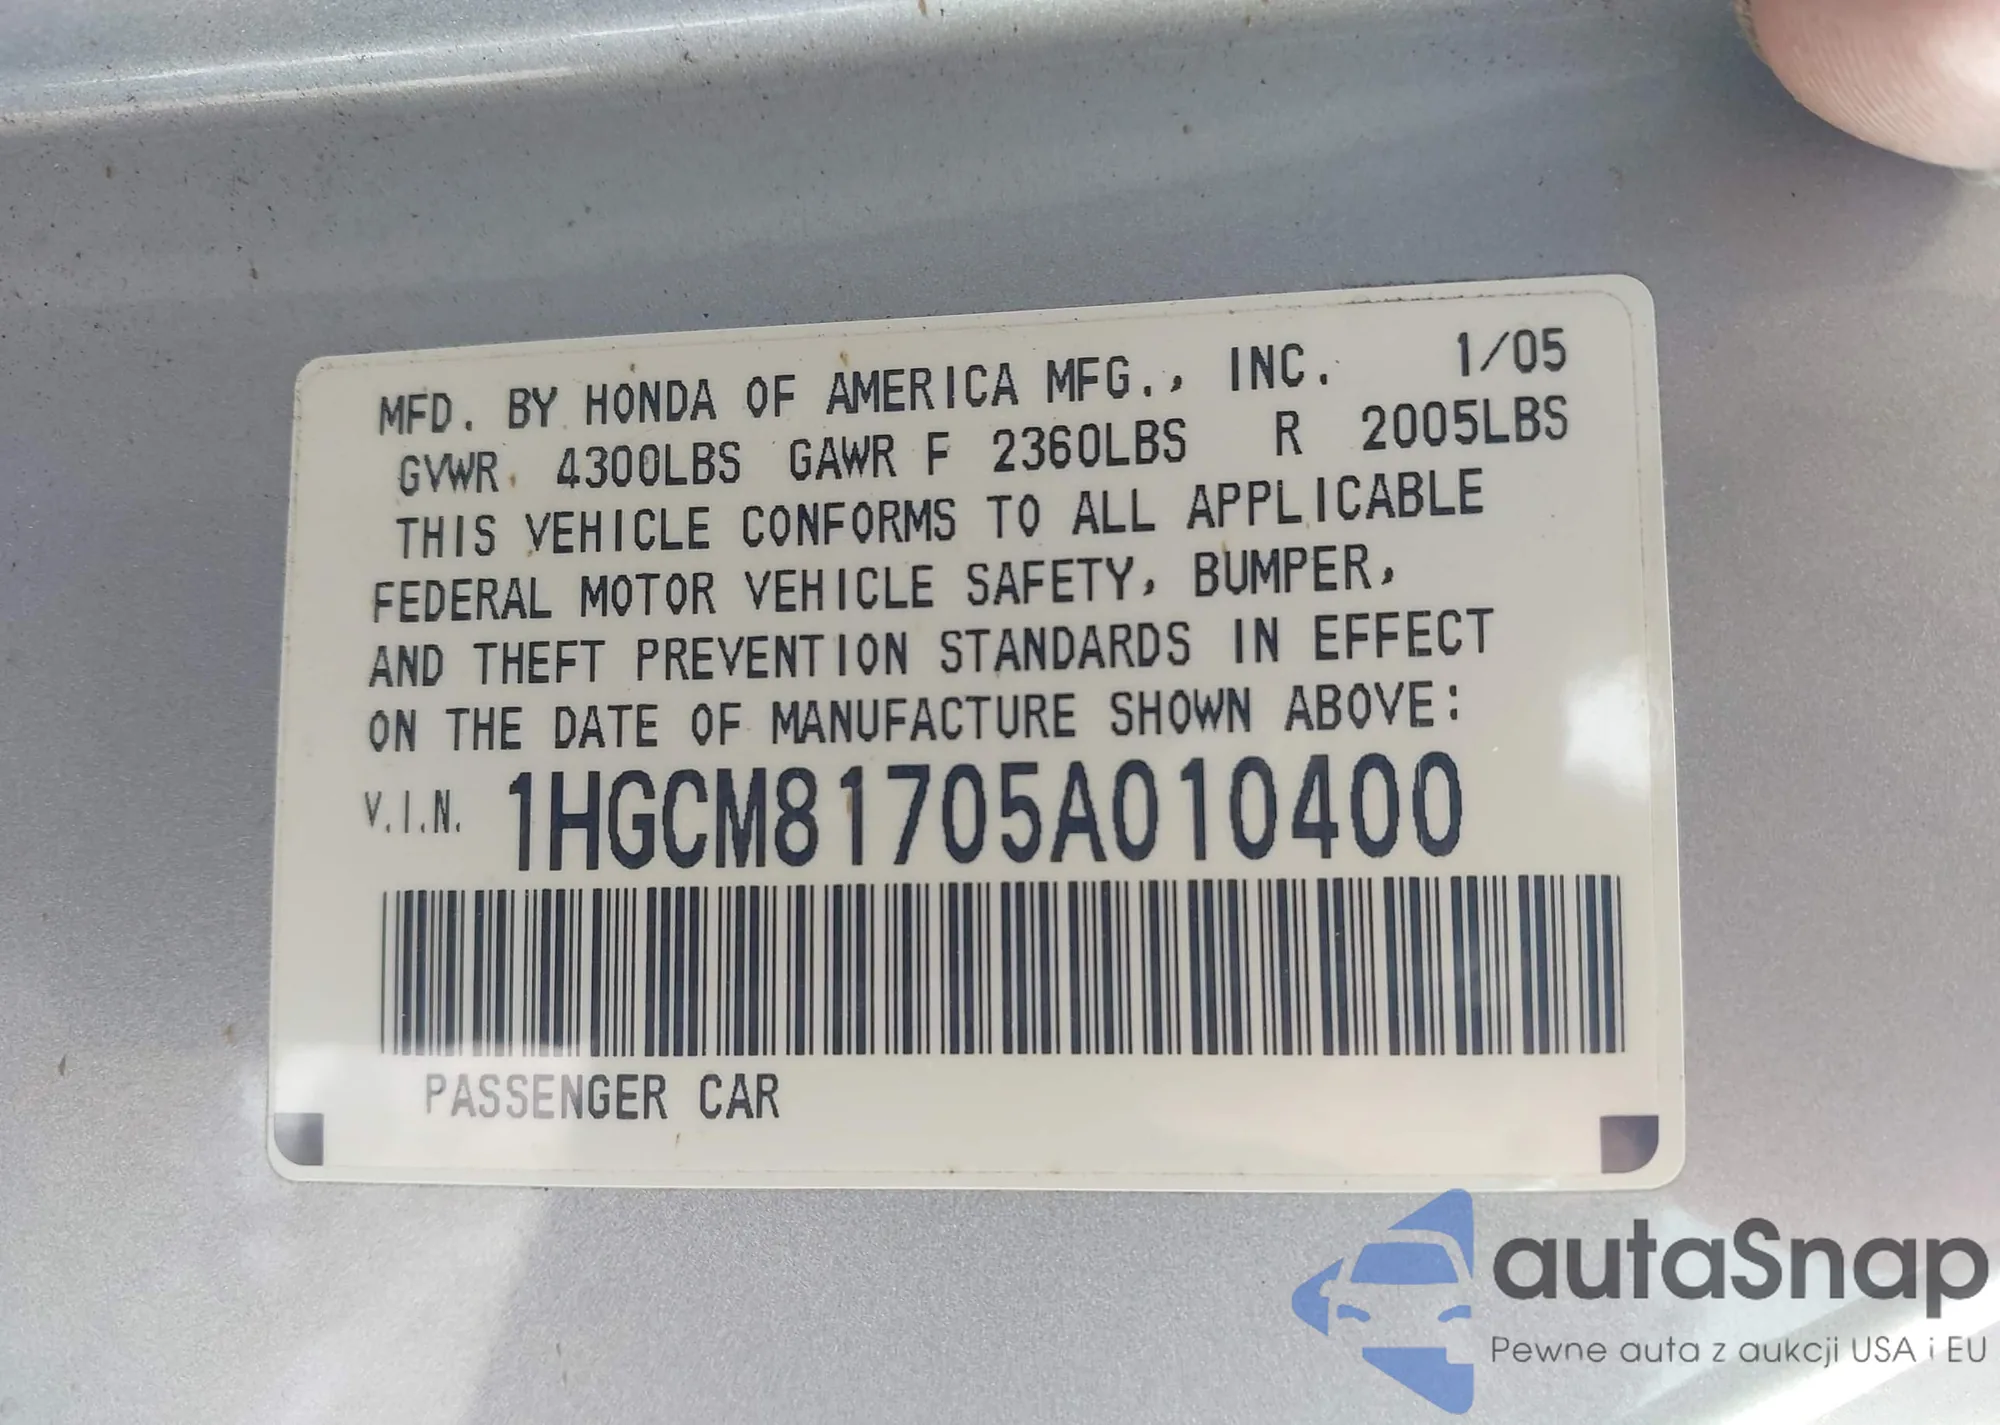 MFD. BY HONDA OF AMERICA MFG., INC. 1/05
GVWR 4300LBS GAWR F 2360LBS R 2005LBS
THIS VEHICLE CONFORMS TO ALL APPLICABLE
FEDERAL MOTOR VEHICLE SAFETY, BUMPER,
AND THEFT PREVENTION STANDARDS IN EFFECT
ON THE DATE OF MANUFACTURE SHOWN ABOVE:
V.I.N. 1HGCM81705A010400
PASSENGER CAR
autaSnap
Pewne auta z aukcji USA i EU